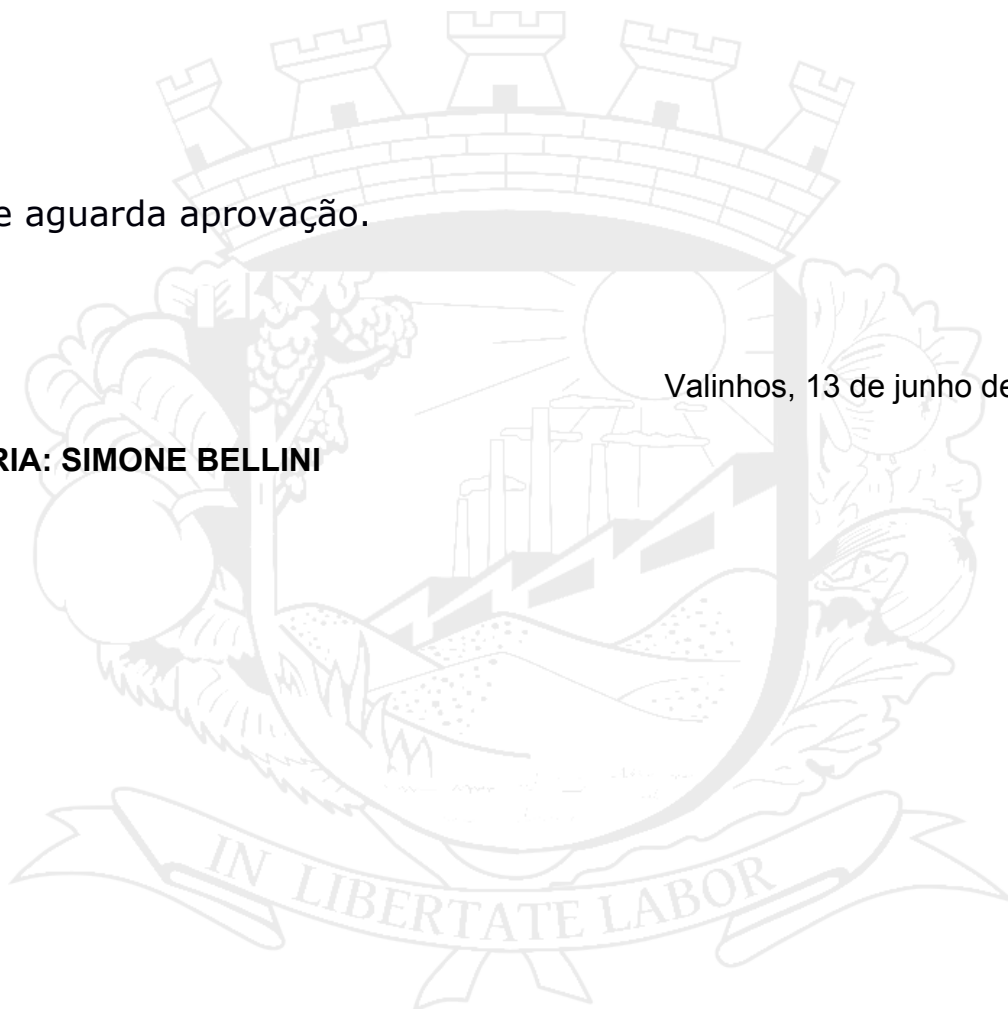 e aguarda aprovação.
Valinhos, 13 de junho de
RIA: SIMONE BELLINI
IN LIBERTATE LABOR